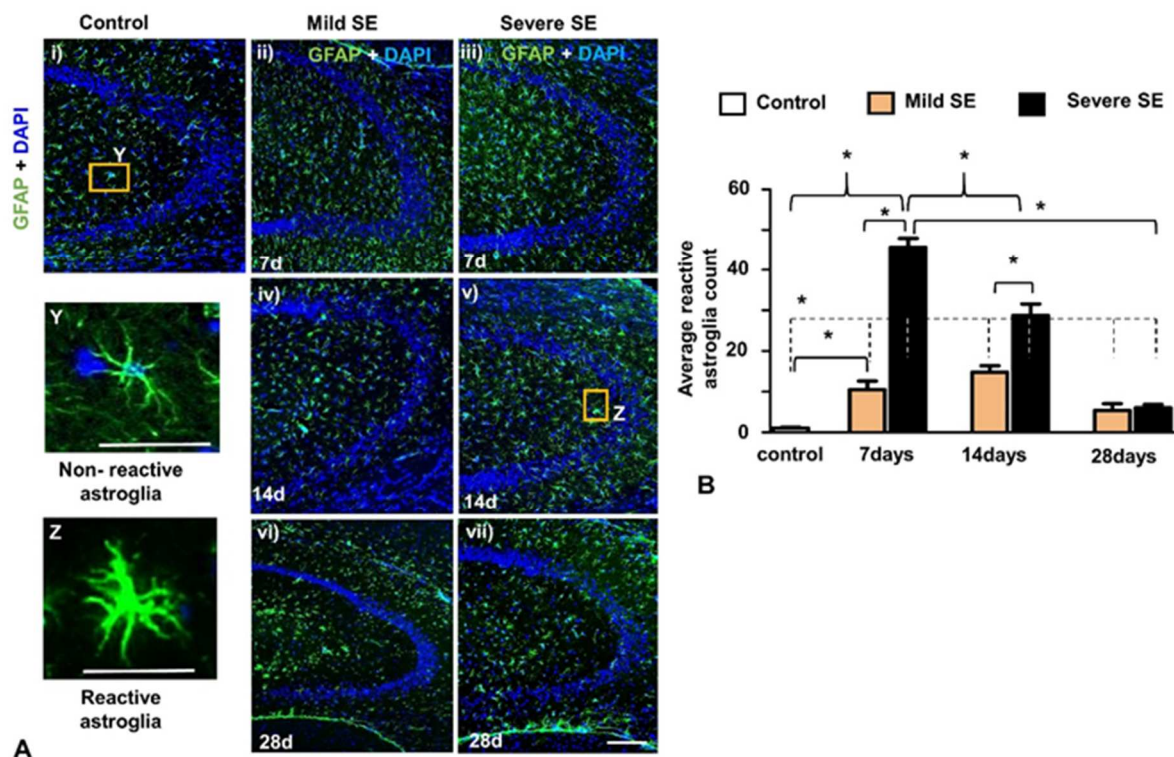 Control
Mild SE
Severe SE
GFAP + DAPI
i)
Y
ii)
GFAP + DAPI
7d
iii)
GFAP + DAPI
7d
Y
Non- reactive
astroglia
iv)
14d
v)
Z
14d
Z
Reactive
astroglia
vi)
28d
vii)
28d
A
Control
Mild SE
Severe SE
*
*
*
*
*
*
*
Average reactive
astroglia count
60
40
20
0
control
7days
14days
28days
B